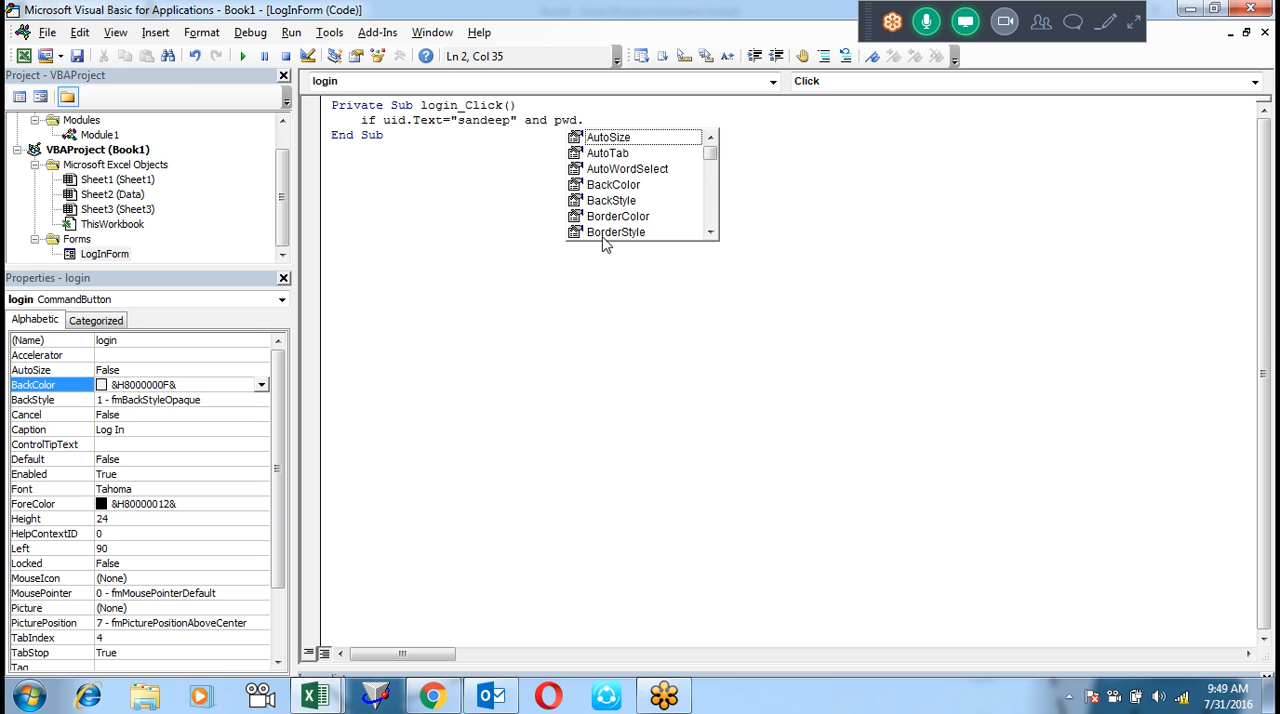 Microsoft Visual Basic for Applications - Book1 - [LogInForm (Code)]
File Edit View Insert Format Debug Run Tools Add-Ins Window Help
Ln 2, Col 35
Project - VBAProject
login
Click
Modules
Module1
VBAProject (Book1)
Microsoft Excel Objects
Sheet1 (Sheet1)
Sheet2 (Data)
Sheet3 (Sheet3)
ThisWorkbook
Forms
LogInForm
Private Sub login_Click()
if uid.Text="sandeep" and pwd.
End Sub
AutoSize
AutoTab
AutoWordSelect
BackColor
BackStyle
BorderColor
BorderStyle
Properties - login
login CommandButton
Alphabetic Categorized
(Name) login
Accelerator
AutoSize False
BackColor &H8000000F&
BackStyle 1 - fmBackStyleOpaque
Cancel False
Caption Log In
ControlTipText
Default False
Enabled True
Font Tahoma
ForeColor &H80000012&
Height 24
HelpContextID 0
Left 90
Locked False
MouseIcon (None)
MousePointer 0 - fmMousePointerDefault
Picture (None)
PicturePosition 7 - fmPicturePositionAboveCenter
TabIndex 4
TabStop True
Tag
9:49 AM
7/31/2016